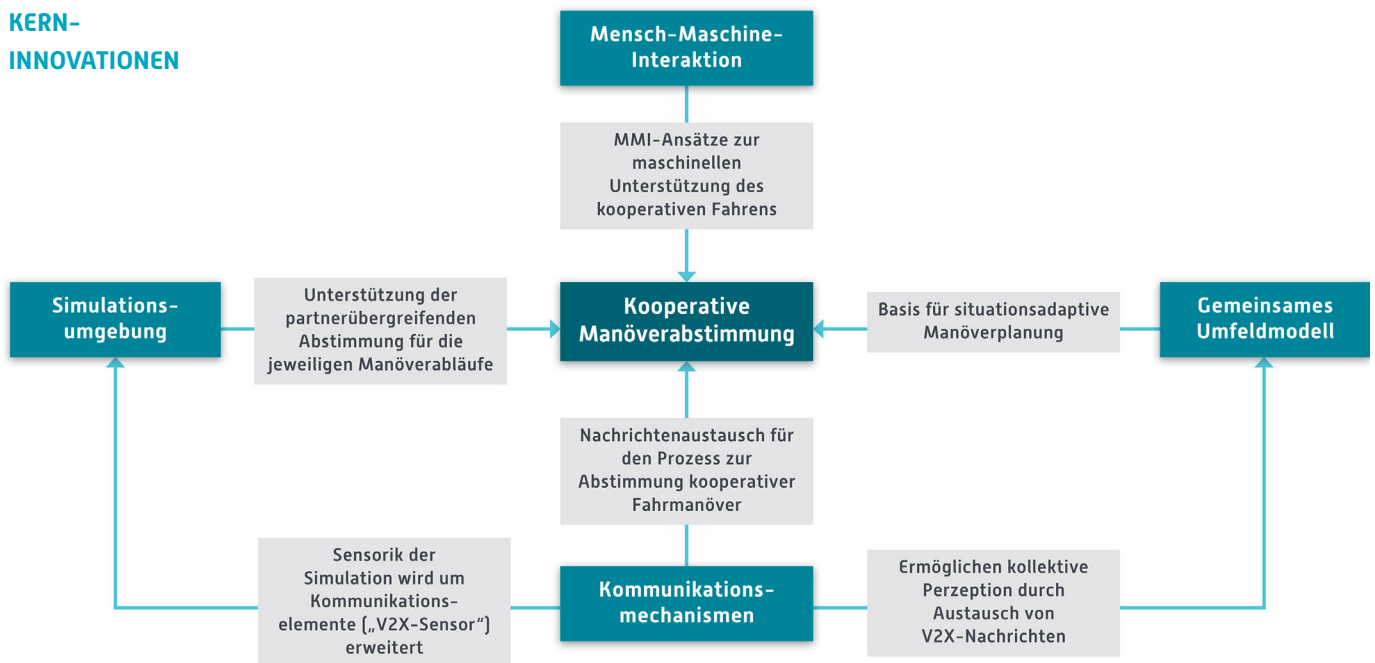 KERN-
INNOVATIONEN
Mensch-Maschine-
Interaktion
MMI-Ansätze zur
maschinellen
Unterstützung des
kooperativen Fahrens
Simulations-
umgebung
Unterstützung der
partnerübergreifenden
Abstimmung für die
jeweiligen Manöverabläufe
Kooperative
Manöverabstimmung
Basis für situationsadaptive
Manöverplanung
Gemeinsames
Umfeldmodell
Nachrichtenaustausch für
den Prozess zur
Abstimmung kooperativer
Fahrmanöver
Sensorik der
Simulation wird um
Kommunikations-
elemente („V2X-Sensor“)
erweitert
Kommunikations-
mechanismen
Ermöglichen kollektive
Perzeption durch
Austausch von
V2X-Nachrichten